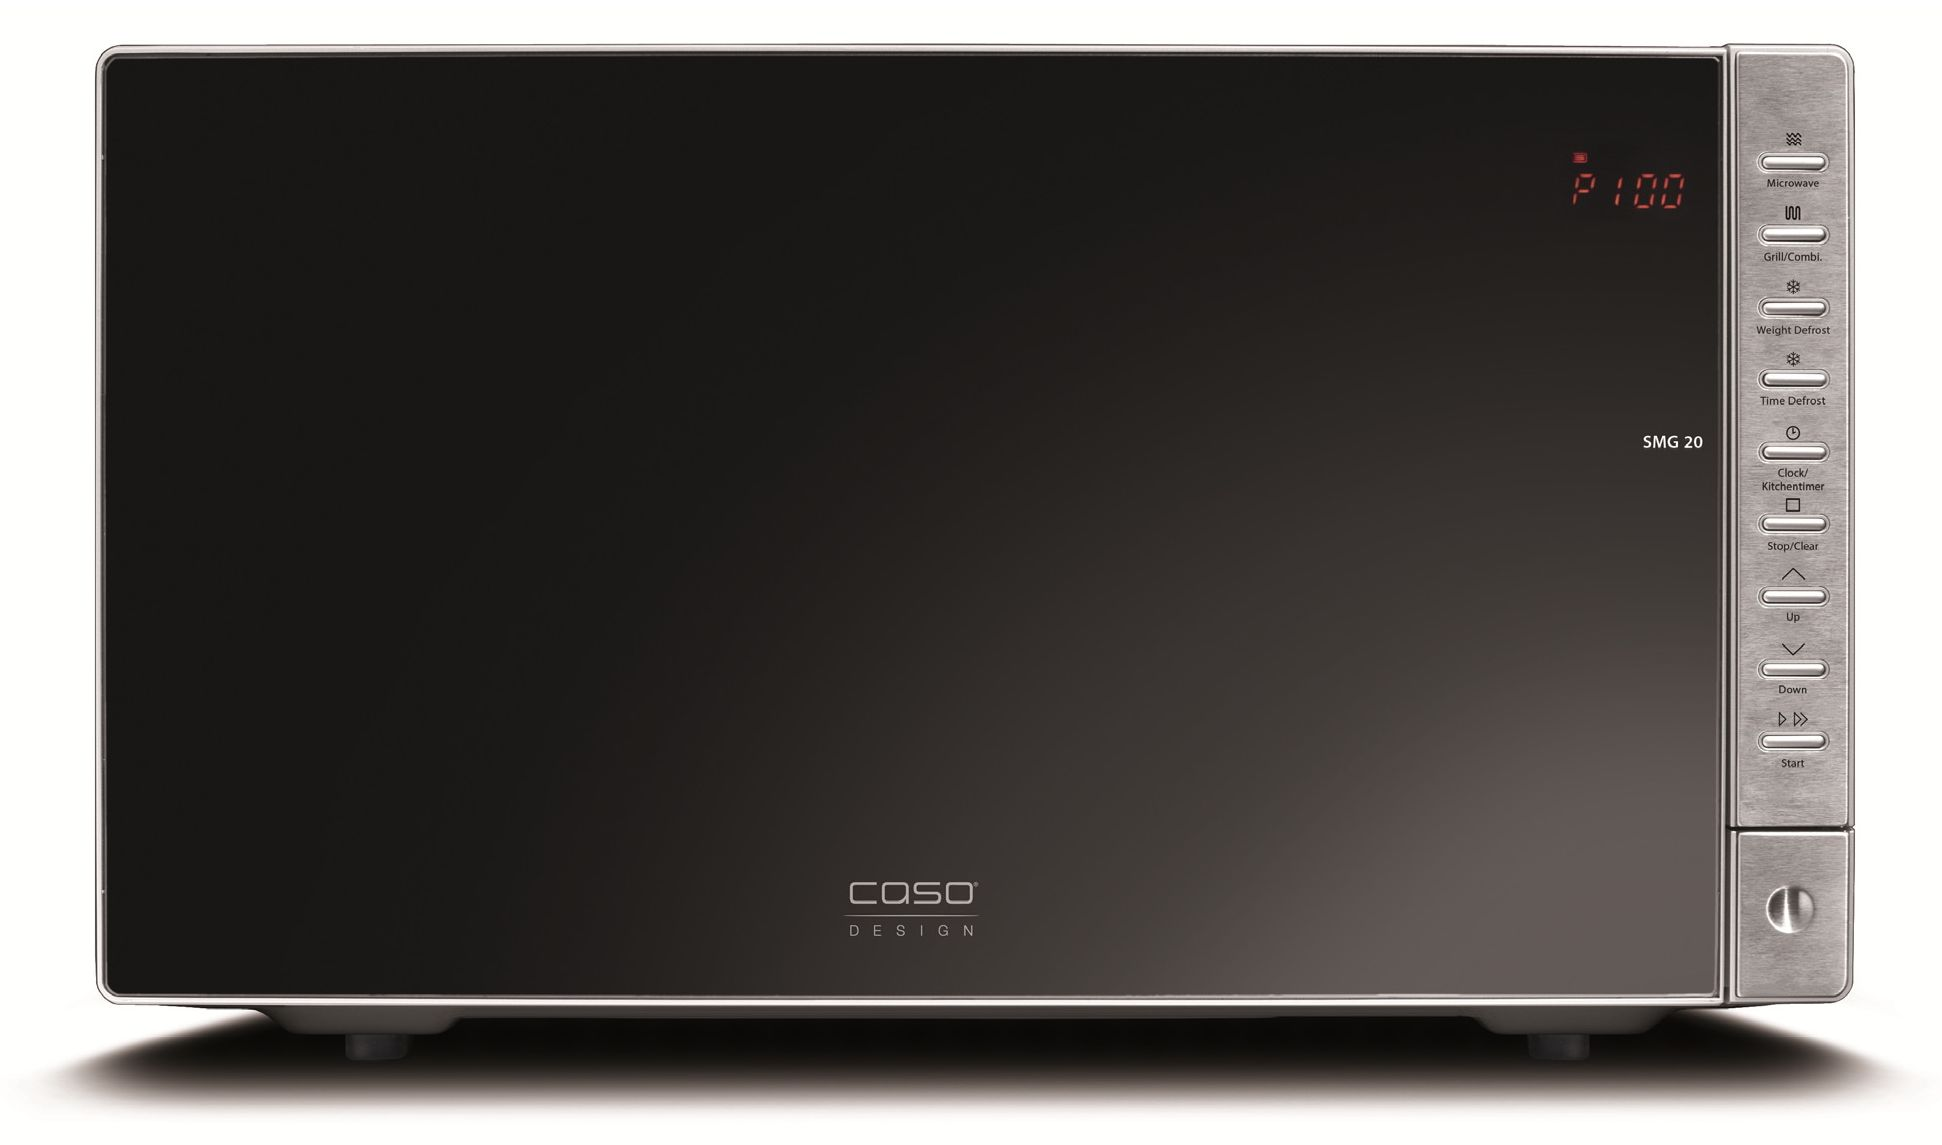 P100
Microwave
Grill/Combi.
Weight Defrost
Time Defrost
SMG 20
Clock/
Kitchentimer
Stop/Clear
Up
Down
Start
caso®
DESIGN